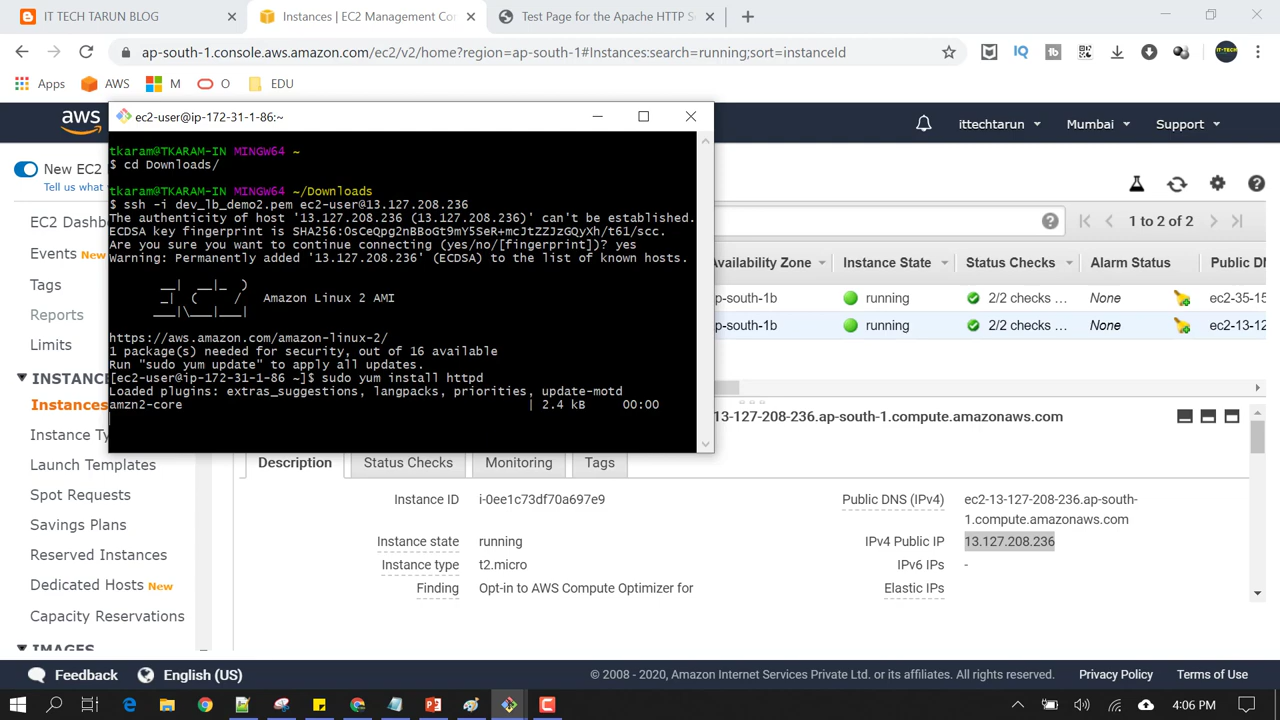 IT TECH TARUN BLOG
Instances | EC2 Management Con
Test Page for the Apache HTTP S
ap-south-1.console.aws.amazon.com/ec2/v2/home?region=ap-south-1#Instances:search=running;sort=instanceId
IQ
tb
IT-TECH
Apps
AWS
M
O
EDU
ec2-user@ip-172-31-1-86:~
aws
ittechtarun
Mumbai
Support
tkaram@TKARAM-IN MINGW64 ~
$ cd Downloads/
tkaram@TKARAM-IN MINGW64 ~/Downloads
$ ssh -i dev_lb_demo2.pem ec2-user@13.127.208.236
The authenticity of host '13.127.208.236 (13.127.208.236)' can't be established.
ECDSA key fingerprint is SHA256:OsCeQpg2nBBoGt9mY5SeR+mcJtZZJzGQyXh/t61/scc.
Are you sure you want to continue connecting (yes/no/[fingerprint])? yes
Warning: Permanently added '13.127.208.236' (ECDSA) to the list of known hosts.
__|  __|_  )
_|  (     /   Amazon Linux 2 AMI
___|\___|___|
https://aws.amazon.com/amazon-linux-2/
1 package(s) needed for security, out of 16 available
Run "sudo yum update" to apply all updates.
[ec2-user@ip-172-31-1-86 ~]$ sudo yum install httpd
Loaded plugins: extras_suggestions, langpacks, priorities, update-motd
amzn2-core | 2.4 kB 00:00
New EC2
Tell us what
EC2 Dashb
Events New
Tags
Reports
Limits
INSTANC
Instances
Instance Ty
Launch Templates
Spot Requests
Savings Plans
Reserved Instances
Dedicated Hosts New
Capacity Reservations
IMAGES
1 to 2 of 2
Availability Zone
Instance State
Status Checks
Alarm Status
Public DN
p-south-1b
running
2/2 checks ...
None
ec2-35-15
p-south-1b
running
2/2 checks ...
None
ec2-13-12
13-127-208-236.ap-south-1.compute.amazonaws.com
Description
Status Checks
Monitoring
Tags
Instance ID
i-0ee1c73df70a697e9
Public DNS (IPv4)
ec2-13-127-208-236.ap-south-
1.compute.amazonaws.com
Instance state
running
IPv4 Public IP
13.127.208.236
Instance type
t2.micro
IPv6 IPs
-
Finding
Opt-in to AWS Compute Optimizer for
Elastic IPs
Feedback
English (US)
© 2008 - 2020, Amazon Internet Services Private Ltd. or its affiliates. All rights reserved.
Privacy Policy
Terms of Use
4:06 PM